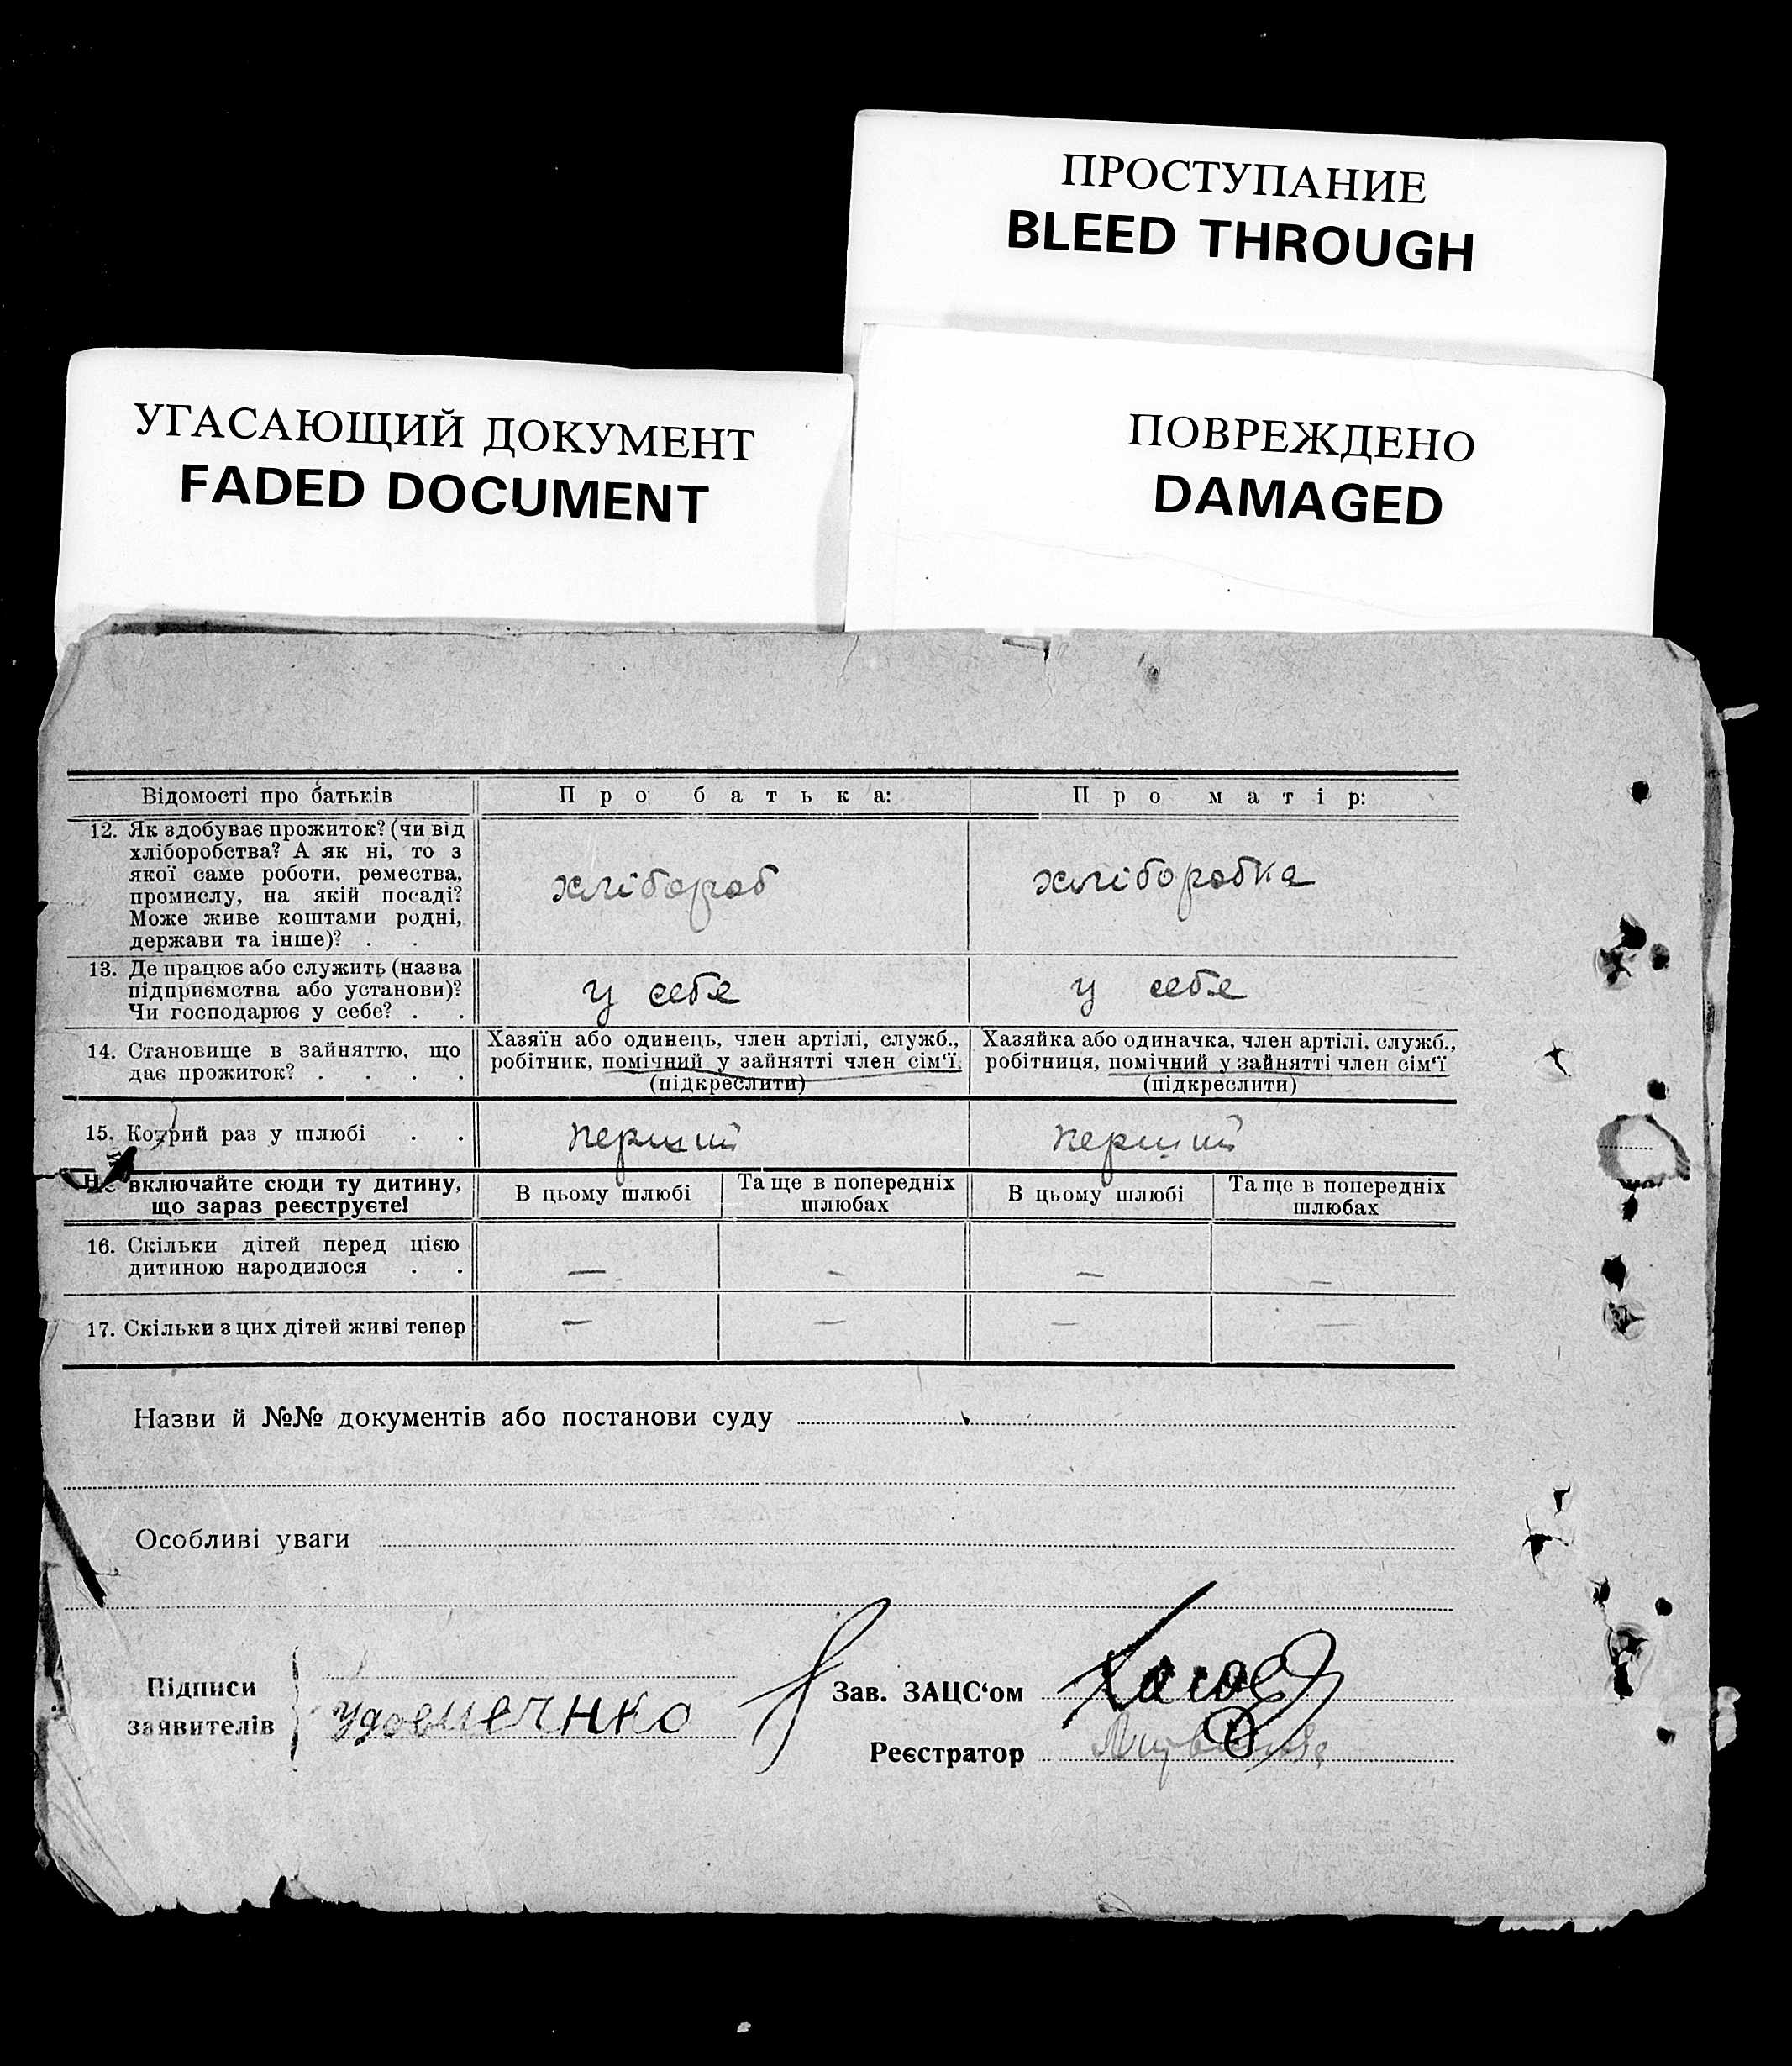 ПРОСТУПАНИЕ
BLEED THROUGH
УГАСАЮЩИЙ ДОКУМЕНТ
FADED DOCUMENT
ПОВРЕЖДЕНО
DAMAGED
Відомості про батьків
Про батька:
Про матір:
12. Як здобуває прожиток? (чи від
хліборобства? А як ні, то з
якої саме роботи, ремества,
промислу, на якій посаді?
Може живе коштами родні,
держави та інше)? . .
хлібороб
хліборобка
13. Де працює або служить (назва
підприємства або установи)?
Чи господарює у себе? . .
у себе
у себе
14. Становище в зайняттю, що
дає прожиток? . . . .
Хазяїн або одинець, член артілі, служб.,
робітник, помічний у зайнятті член сім‘ї
(підкреслити)
Хазяйка або одиначка, член артілі, служб.,
робітниця, помічний у зайнятті член сім‘ї
(підкреслити)
15. Котрий раз у шлюбі . .
перший
перший
Не включайте сюди ту дитину,
що зараз реєструєте!
В цьому шлюбі
Та ще в попередніх
шлюбах
В цьому шлюбі
Та ще в попередніх
шлюбах
16. Скільки дітей перед цією
дитиною народилося . .
— — — —
17. Скільки з цих дітей живі тепер
— — — —
Назви й №№ документів або постанови суду
Особливі уваги
Підписи
заявителів
Зав. ЗАЦС‘ом
Реєстратор